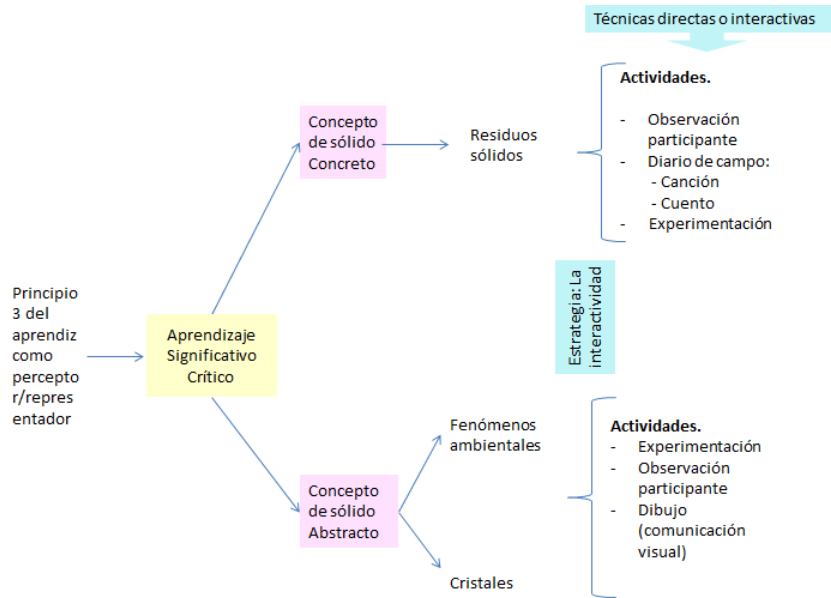 Técnicas directas o interactivas
Actividades.
- Observación
participante
- Diario de campo:
- Canción
- Cuento
- Experimentación
Concepto
de sólido
Concreto
Residuos
sólidos
Estrategia: La
interactividad
Principio
3 del
aprendiz
como
percepto
r/repres
entador
Aprendizaje
Significativo
Crítico
Fenómenos
ambientales
Actividades.
- Experimentación
- Observación
participante
- Dibujo
(comunicación
visual)
Concepto
de sólido
Abstracto
Cristales